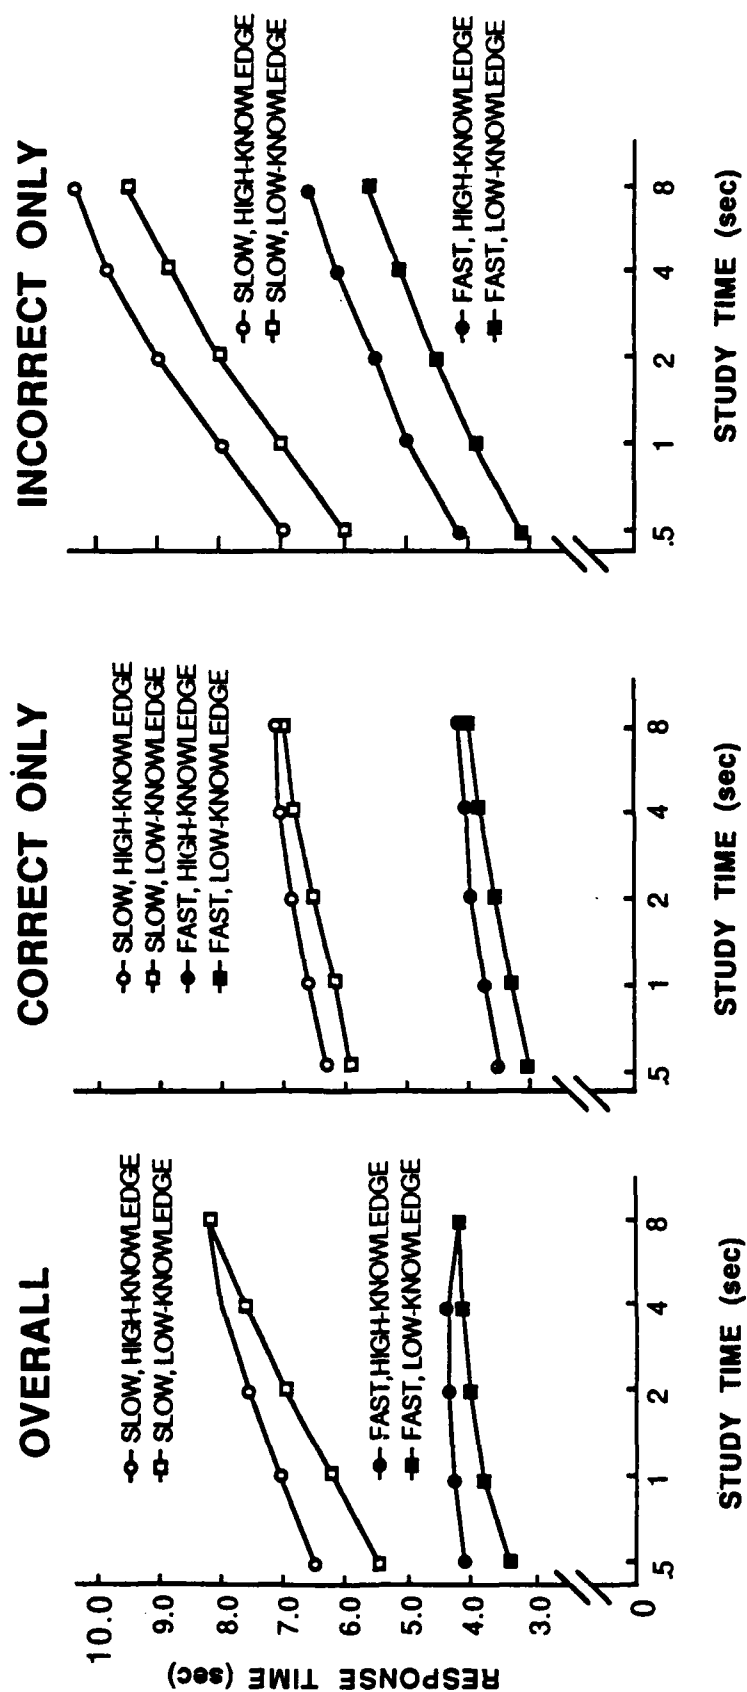 OVERALL
SLOW, HIGH-KNOWLEDGE
SLOW, LOW-KNOWLEDGE
FAST, HIGH-KNOWLEDGE
FAST, LOW-KNOWLEDGE
RESPONSE TIME (sec)
10.0
9.0
8.0
7.0
6.0
5.0
4.0
3.0
0
.5
1
2
4
8
STUDY TIME (sec)
CORRECT ONLY
SLOW, HIGH-KNOWLEDGE
SLOW, LOW-KNOWLEDGE
FAST, HIGH-KNOWLEDGE
FAST, LOW-KNOWLEDGE
.5
1
2
4
8
STUDY TIME (sec)
INCORRECT ONLY
SLOW, HIGH-KNOWLEDGE
SLOW, LOW-KNOWLEDGE
FAST, HIGH-KNOWLEDGE
FAST, LOW-KNOWLEDGE
.5
1
2
4
8
STUDY TIME (sec)